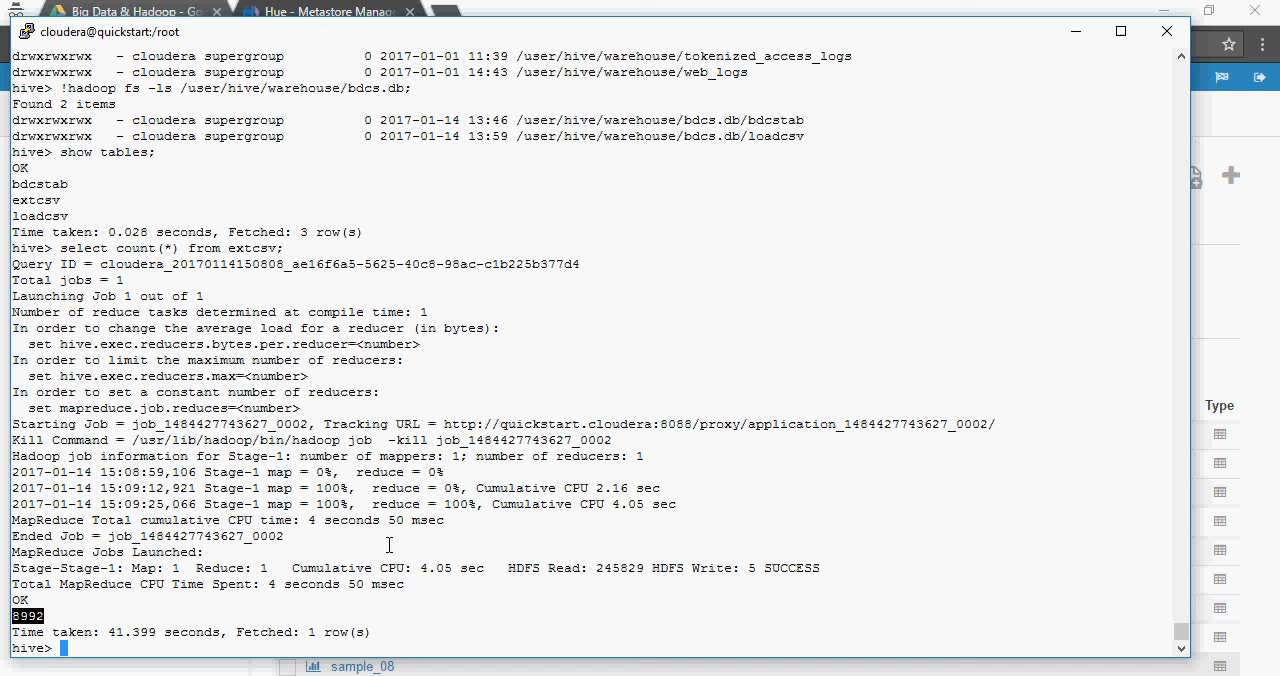 Big Data & Hadoop - Go
Hue - Metastore Manag
cloudera@quickstart:/root
drwxrwxrwx - cloudera supergroup 0 2017-01-01 11:39 /user/hive/warehouse/tokenized_access_logs
drwxrwxrwx - cloudera supergroup 0 2017-01-01 14:43 /user/hive/warehouse/web_logs
hive> !hadoop fs -ls /user/hive/warehouse/bdcs.db;
Found 2 items
drwxrwxrwx - cloudera supergroup 0 2017-01-14 13:46 /user/hive/warehouse/bdcs.db/bdcstab
drwxrwxrwx - cloudera supergroup 0 2017-01-14 13:59 /user/hive/warehouse/bdcs.db/loadcsv
hive> show tables;
OK
bdcstab
extcsv
loadcsv
Time taken: 0.028 seconds, Fetched: 3 row(s)
hive> select count(*) from extcsv;
Query ID = cloudera_20170114150808_ae16f6a5-5625-40c8-98ac-c1b225b377d4
Total jobs = 1
Launching Job 1 out of 1
Number of reduce tasks determined at compile time: 1
In order to change the average load for a reducer (in bytes):
set hive.exec.reducers.bytes.per.reducer=<number>
In order to limit the maximum number of reducers:
set hive.exec.reducers.max=<number>
In order to set a constant number of reducers:
set mapreduce.job.reduces=<number>
Starting Job = job_1484427743627_0002, Tracking URL = http://quickstart.cloudera:8088/proxy/application_1484427743627_0002/
Kill Command = /usr/lib/hadoop/bin/hadoop job -kill job_1484427743627_0002
Hadoop job information for Stage-1: number of mappers: 1; number of reducers: 1
2017-01-14 15:08:59,106 Stage-1 map = 0%, reduce = 0%
2017-01-14 15:09:12,921 Stage-1 map = 100%, reduce = 0%, Cumulative CPU 2.16 sec
2017-01-14 15:09:25,066 Stage-1 map = 100%, reduce = 100%, Cumulative CPU 4.05 sec
MapReduce Total cumulative CPU time: 4 seconds 50 msec
Ended Job = job_1484427743627_0002
MapReduce Jobs Launched:
Stage-Stage-1: Map: 1 Reduce: 1 Cumulative CPU: 4.05 sec HDFS Read: 245829 HDFS Write: 5 SUCCESS
Total MapReduce CPU Time Spent: 4 seconds 50 msec
OK
8992
Time taken: 41.399 seconds, Fetched: 1 row(s)
hive>
Type
sample_08